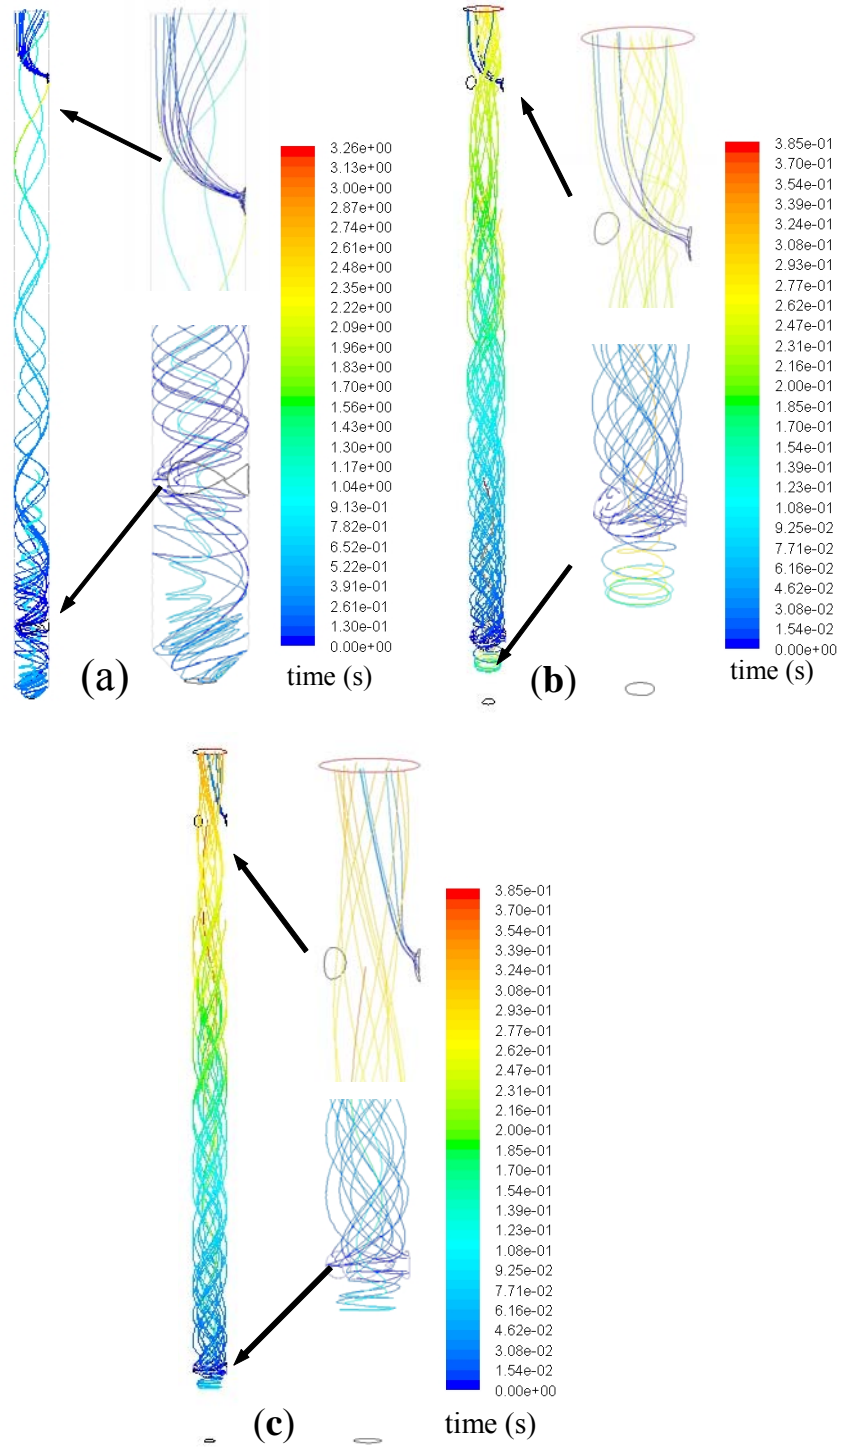 3.26e+00
3.13e+00
3.00e+00
2.87e+00
2.74e+00
2.61e+00
2.48e+00
2.35e+00
2.22e+00
2.09e+00
1.96e+00
1.83e+00
1.70e+00
1.56e+00
1.43e+00
1.30e+00
1.17e+00
1.04e+00
9.13e-01
7.82e-01
6.52e-01
5.22e-01
3.91e-01
2.61e-01
1.30e-01
0.00e+00
time (s)
(a)
3.85e-01
3.70e-01
3.54e-01
3.39e-01
3.24e-01
3.08e-01
2.93e-01
2.77e-01
2.62e-01
2.47e-01
2.31e-01
2.16e-01
2.00e-01
1.85e-01
1.70e-01
1.54e-01
1.39e-01
1.23e-01
1.08e-01
9.25e-02
7.71e-02
6.16e-02
4.62e-02
3.08e-02
1.54e-02
0.00e+00
time (s)
(b)
3.85e-01
3.70e-01
3.54e-01
3.39e-01
3.24e-01
3.08e-01
2.93e-01
2.77e-01
2.62e-01
2.47e-01
2.31e-01
2.16e-01
2.00e-01
1.85e-01
1.70e-01
1.54e-01
1.39e-01
1.23e-01
1.08e-01
9.25e-02
7.71e-02
6.16e-02
4.62e-02
3.08e-02
1.54e-02
0.00e+00
time (s)
(c)